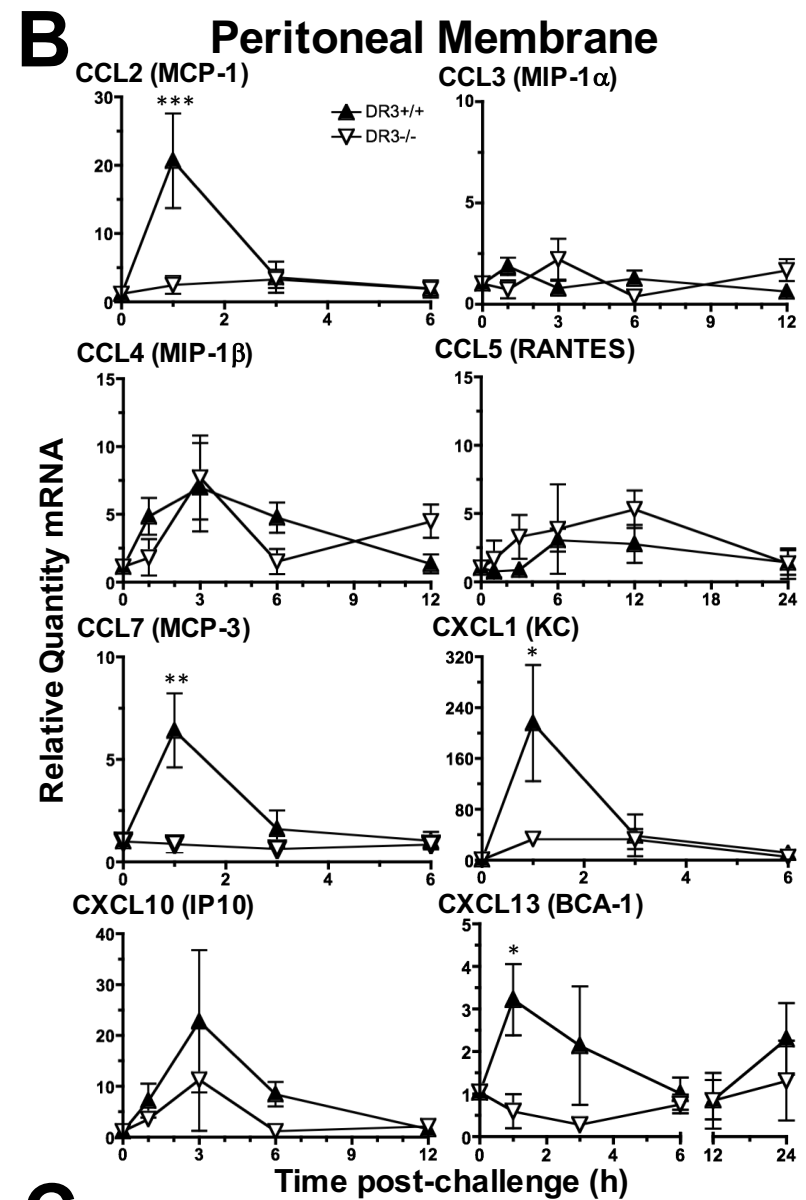 B
Peritoneal Membrane
CCL2 (MCP-1)
CCL3 (MIP-1α)
***
DR3+/+
DR3-/-
30
20
10
0
0 2 4 6
10
5
0
0 3 6 9 12
CCL4 (MIP-1β)
CCL5 (RANTES)
15
10
5
0
0 3 6 9 12
15
10
5
0
0 6 12 18 24
Relative Quantity mRNA
CCL7 (MCP-3)
CXCL1 (KC)
**
10
5
0
0 2 4 6
*
320
240
160
80
0
0 2 4 6
CXCL10 (IP10)
CXCL13 (BCA-1)
40
30
20
10
0
0 3 6 9 12
*
5
4
3
2
1
0
0 2 4 6 12 24
Time post-challenge (h)